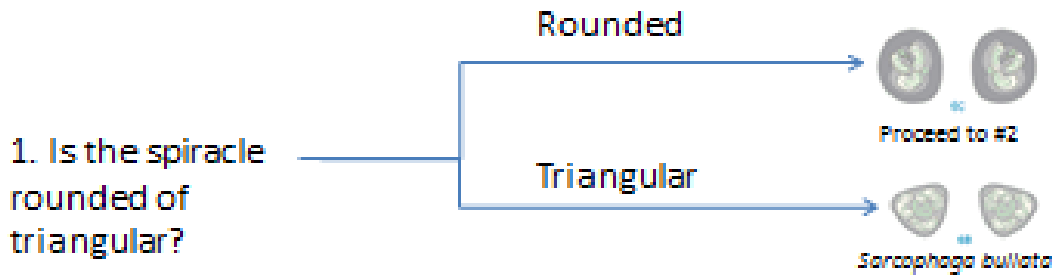 Rounded
Proceed to #2
1. Is the spiracle
rounded of
triangular?
Triangular
Sarcophaga bullata